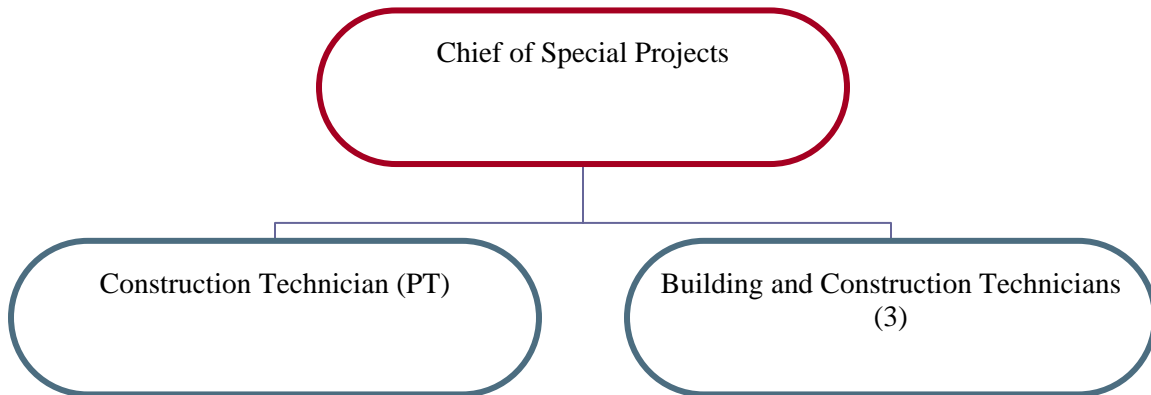 Chief of Special Projects
Construction Technician (PT)
Building and Construction Technicians
(3)